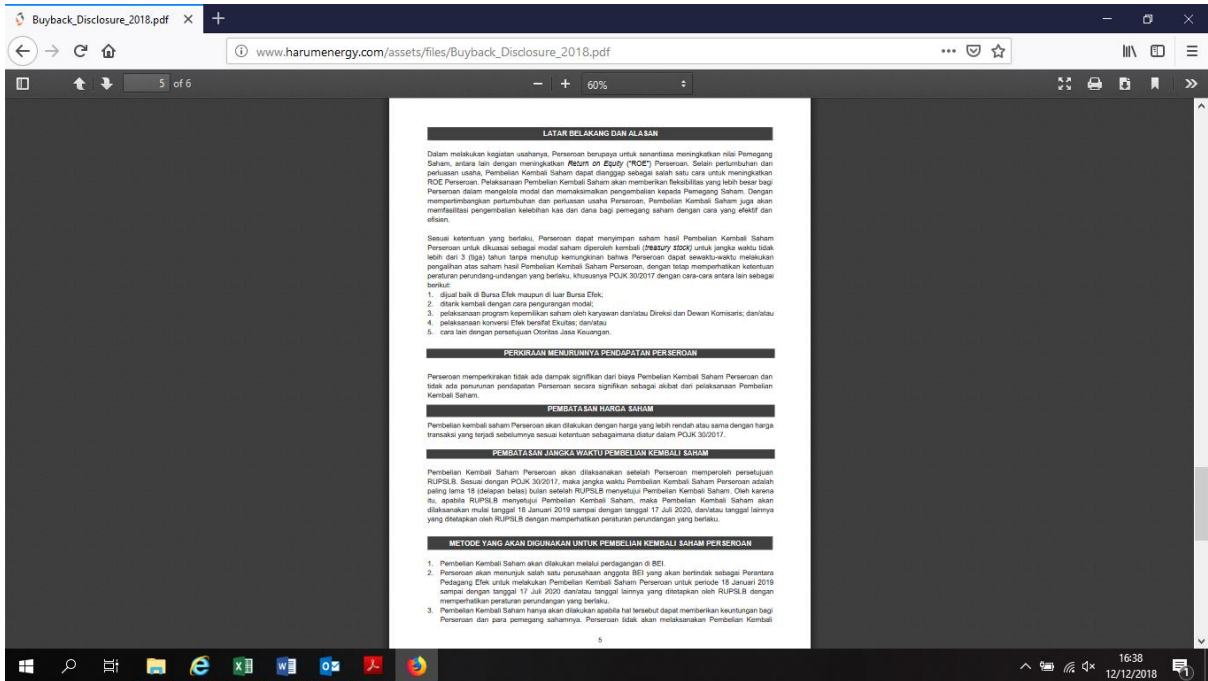 Buyback_Disclosure_2018.pdf
www.harumenergy.com/assets/files/Buyback_Disclosure_2018.pdf
5 of 6
60%
LATAR BELAKANG DAN ALASAN
Dalam melakukan kegiatan usahanya, Perseroan berupaya untuk senantiasa meningkatkan nilai Pemegang
Saham, antara lain dengan meningkatkan Return on Equity ("ROE") Perseroan. Selain pertumbuhan dan
perluasan usaha, Pembelian Kembali Saham dapat dianggap sebagai salah satu cara untuk meningkatkan
ROE Perseroan. Pelaksanaan Pembelian Kembali Saham akan memberikan fleksibilitas yang lebih besar bagi
Perseroan dalam mengelola modal dan memaksimalkan pengembalian kepada Pemegang Saham. Dengan
mempertimbangkan pertumbuhan dan perluasan usaha Perseroan, Pembelian Kembali Saham juga akan
memfasilitasi pengembalian kelebihan kas dari dana bagi pemegang saham dengan cara yang efektif dan
efisien.
Sesuai ketentuan yang berlaku, Perseroan dapat menyimpan saham hasil Pembelian Kembali Saham
Perseroan untuk dikuasai sebagai modal saham diperoleh kembali (treasury stock) untuk jangka waktu tidak
lebih dari 3 (tiga) tahun tanpa menutup kemungkinan bahwa Perseroan dapat sewaktu-waktu melakukan
pengalihan atas saham hasil Pembelian Kembali Saham Perseroan, dengan tetap memperhatikan ketentuan
peraturan perundang-undangan yang berlaku, khususnya POJK 30/2017 dengan cara-cara antara lain sebagai
berikut:
1. dijual baik di Bursa Efek maupun di luar Bursa Efek;
2. ditarik kembali dengan cara pengurangan modal;
3. pelaksanaan program kepemilikan saham oleh karyawan dan/atau Direksi dan Dewan Komisaris; dan/atau
4. pelaksanaan konversi Efek bersifat Ekuitas; dan/atau
5. cara lain dengan persetujuan Otoritas Jasa Keuangan.
PERKIRAAN MENURUNNYA PENDAPATAN PERSEROAN
Perseroan memperkirakan tidak ada dampak signifikan dari biaya Pembelian Kembali Saham Perseroan dan
tidak ada penurunan pendapatan Perseroan secara signifikan sebagai akibat dari pelaksanaan Pembelian
Kembali Saham.
PEMBATASAN HARGA SAHAM
Pembelian kembali saham Perseroan akan dilakukan dengan harga yang lebih rendah atau sama dengan harga
transaksi yang terjadi sebelumnya sesuai ketentuan sebagaimana diatur dalam POJK 30/2017.
PEMBATASAN JANGKA WAKTU PEMBELIAN KEMBALI SAHAM
Pembelian Kembali Saham Perseroan akan dilaksanakan setelah Perseroan memperoleh persetujuan
RUPSLB. Sesuai dengan POJK 30/2017, maka jangka waktu Pembelian Kembali Saham Perseroan adalah
paling lama 18 (delapan belas) bulan setelah RUPSLB menyetujui Pembelian Kembali Saham. Oleh karena
itu, apabila RUPSLB menyetujui Pembelian Kembali Saham, maka Pembelian Kembali Saham akan
dilaksanakan mulai tanggal 18 Januari 2019 sampai dengan tanggal 17 Juli 2020, dan/atau tanggal lainnya
yang ditetapkan oleh RUPSLB dengan memperhatikan peraturan perundangan yang berlaku.
METODE YANG AKAN DIGUNAKAN UNTUK PEMBELIAN KEMBALI SAHAM PERSEROAN
1. Pembelian Kembali Saham akan dilakukan melalui perdagangan di BEI.
2. Perseroan akan menunjuk salah satu perusahaan anggota BEI yang akan bertindak sebagai Perantara
Pedagang Efek untuk melakukan Pembelian Kembali Saham Perseroan untuk periode 18 Januari 2019
sampai dengan tanggal 17 Juli 2020 dan/atau tanggal lainnya yang ditetapkan oleh RUPSLB dengan
memperhatikan peraturan perundangan yang berlaku.
3. Pembelian Kembali Saham hanya akan dilakukan apabila hal tersebut dapat memberikan keuntungan bagi
Perseroan dan para pemegang sahamnya. Perseroan tidak akan melaksanakan Pembelian Kembali
5
16:38
12/12/2018